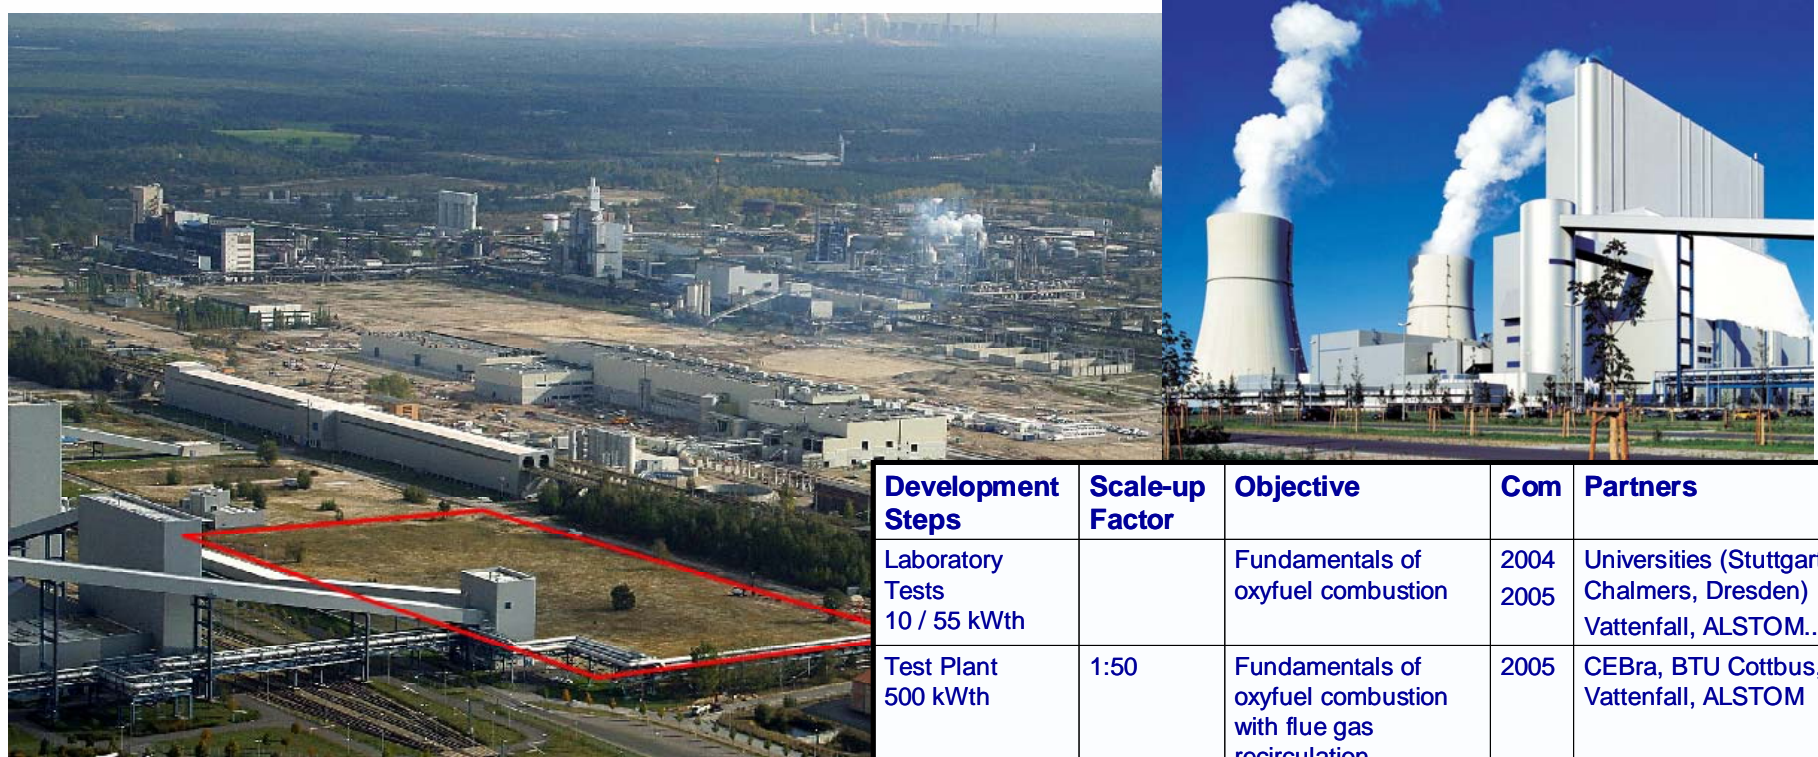 Development Steps | Scale-up Factor | Objective | Com | Partners
Laboratory Tests 10 / 55 kWth | | Fundamentals of oxyfuel combustion | 2004 2005 | Universities (Stuttgart Chalmers, Dresden) Vattenfall, ALSTOM..
Test Plant 500 kWth | 1:50 | Fundamentals of oxyfuel combustion with flue gas recirculation | 2005 | CEBra, BTU Cottbus, Vattenfall, ALSTOM